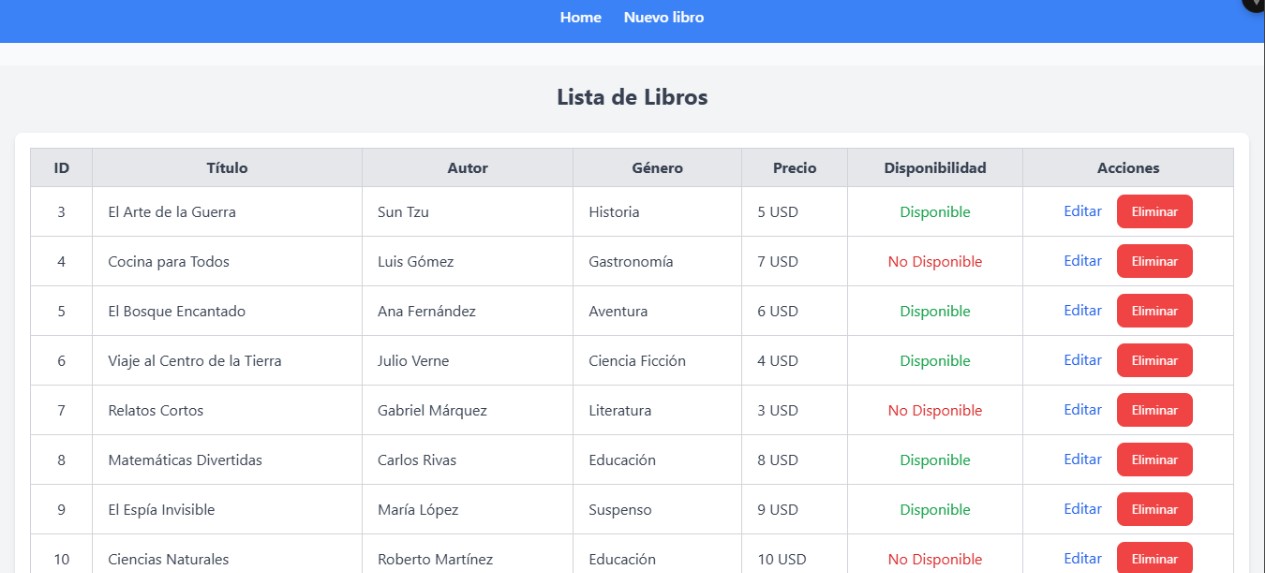 Home Nuevo libro
Lista de Libros
ID Título Autor Género Precio Disponibilidad Acciones
3 El Arte de la Guerra Sun Tzu Historia 5 USD Disponible Editar Eliminar
4 Cocina para Todos Luis Gómez Gastronomía 7 USD No Disponible Editar Eliminar
5 El Bosque Encantado Ana Fernández Aventura 6 USD Disponible Editar Eliminar
6 Viaje al Centro de la Tierra Julio Verne Ciencia Ficción 4 USD Disponible Editar Eliminar
7 Relatos Cortos Gabriel Márquez Literatura 3 USD No Disponible Editar Eliminar
8 Matemáticas Divertidas Carlos Rivas Educación 8 USD Disponible Editar Eliminar
9 El Espía Invisible María López Suspenso 9 USD Disponible Editar Eliminar
10 Ciencias Naturales Roberto Martínez Educación 10 USD No Disponible Editar Eliminar